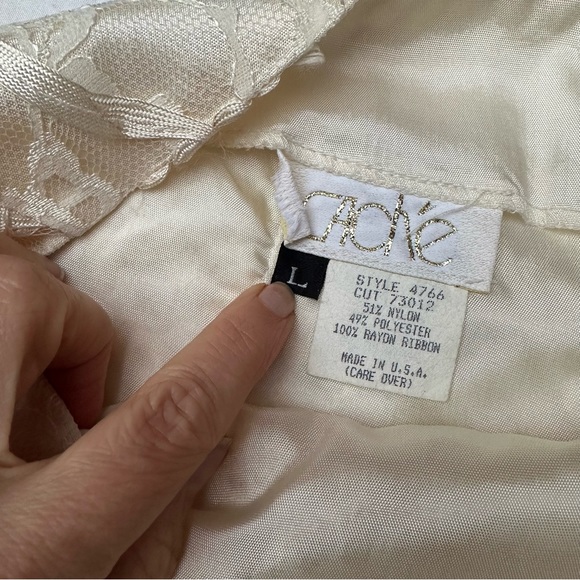 CAché
L
STYLE 4766
CUT 73012
51% NYLON
49% POLYESTER
100% RAYON RIBBON
MADE IN U.S.A.
(CARE OVER)